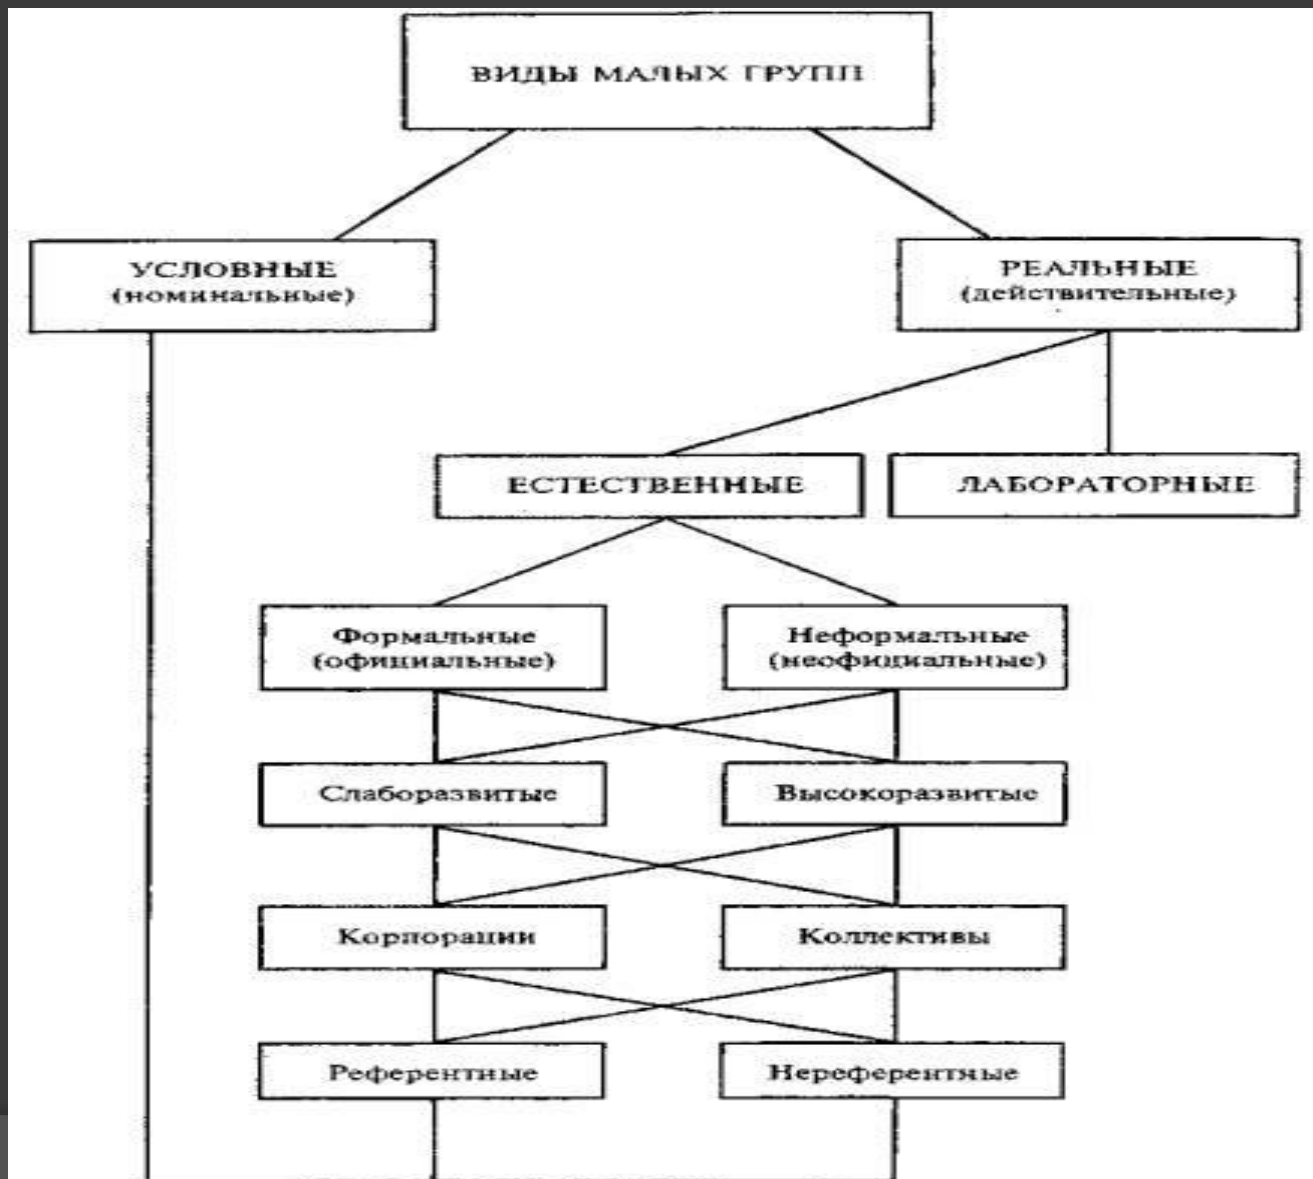 ВИДЫ МАЛЫХ ГРУПП
УСЛОВНЫЕ
(номинальные)
РЕАЛЬНЫЕ
(действительные)
ЕСТЕСТВЕННЫЕ
ЛАБОРАТОРНЫЕ
Формальные
(официальные)
Неформальные
(неофициальные)
Слаборазвитые
Высокоразвитые
Корпорации
Коллективы
Референтные
Нереферентные